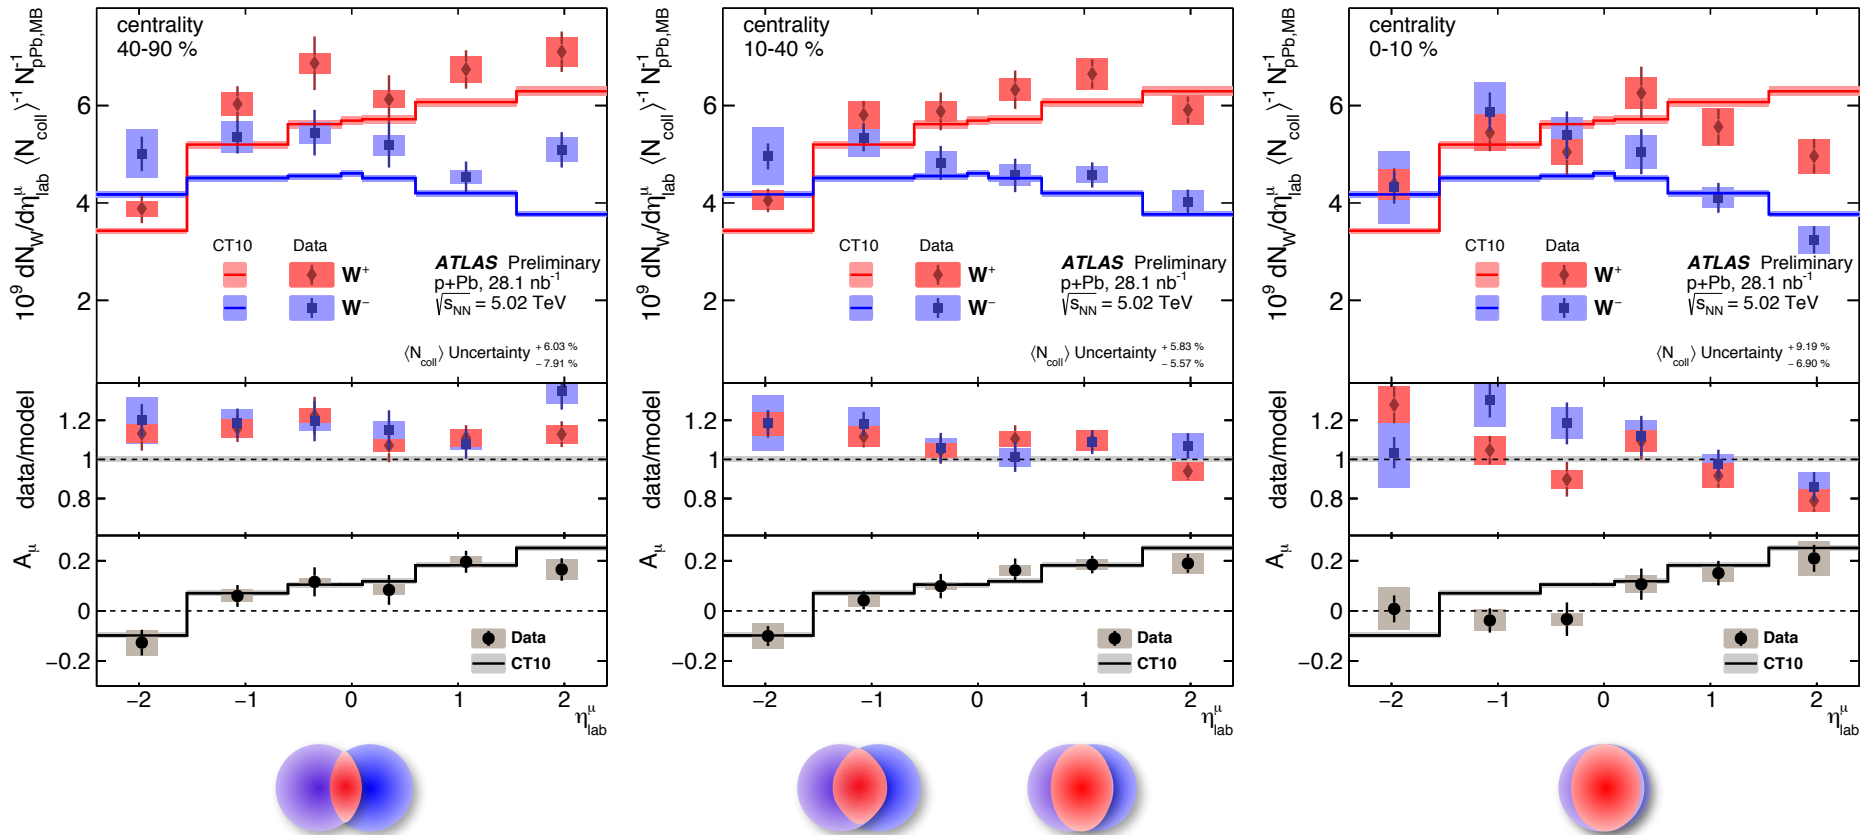 centrality
40-90 %
10⁹ dN_W/dη^μ_lab ⟨N_coll⟩⁻¹ N⁻¹_pPb,MB
6
4
2
CT10 Data
W⁺
W⁻
ATLAS Preliminary
p+Pb, 28.1 nb⁻¹
√s_NN = 5.02 TeV
⟨N_coll⟩ Uncertainty + 6.03 %
− 7.91 %
data/model
1.2
1
0.8
A_μ
0.2
0
−0.2
Data
CT10
−2 −1 0 1 2
η^μ_lab
centrality
10-40 %
10⁹ dN_W/dη^μ_lab ⟨N_coll⟩⁻¹ N⁻¹_pPb,MB
6
4
2
CT10 Data
W⁺
W⁻
ATLAS Preliminary
p+Pb, 28.1 nb⁻¹
√s_NN = 5.02 TeV
⟨N_coll⟩ Uncertainty + 5.83 %
− 5.57 %
data/model
1.2
1
0.8
A_μ
0.2
0
−0.2
Data
CT10
−2 −1 0 1 2
η^μ_lab
centrality
0-10 %
10⁹ dN_W/dη^μ_lab ⟨N_coll⟩⁻¹ N⁻¹_pPb,MB
6
4
2
CT10 Data
W⁺
W⁻
ATLAS Preliminary
p+Pb, 28.1 nb⁻¹
√s_NN = 5.02 TeV
⟨N_coll⟩ Uncertainty + 9.19 %
− 6.90 %
data/model
1.2
1
0.8
A_μ
0.2
0
−0.2
Data
CT10
−2 −1 0 1 2
η^μ_lab